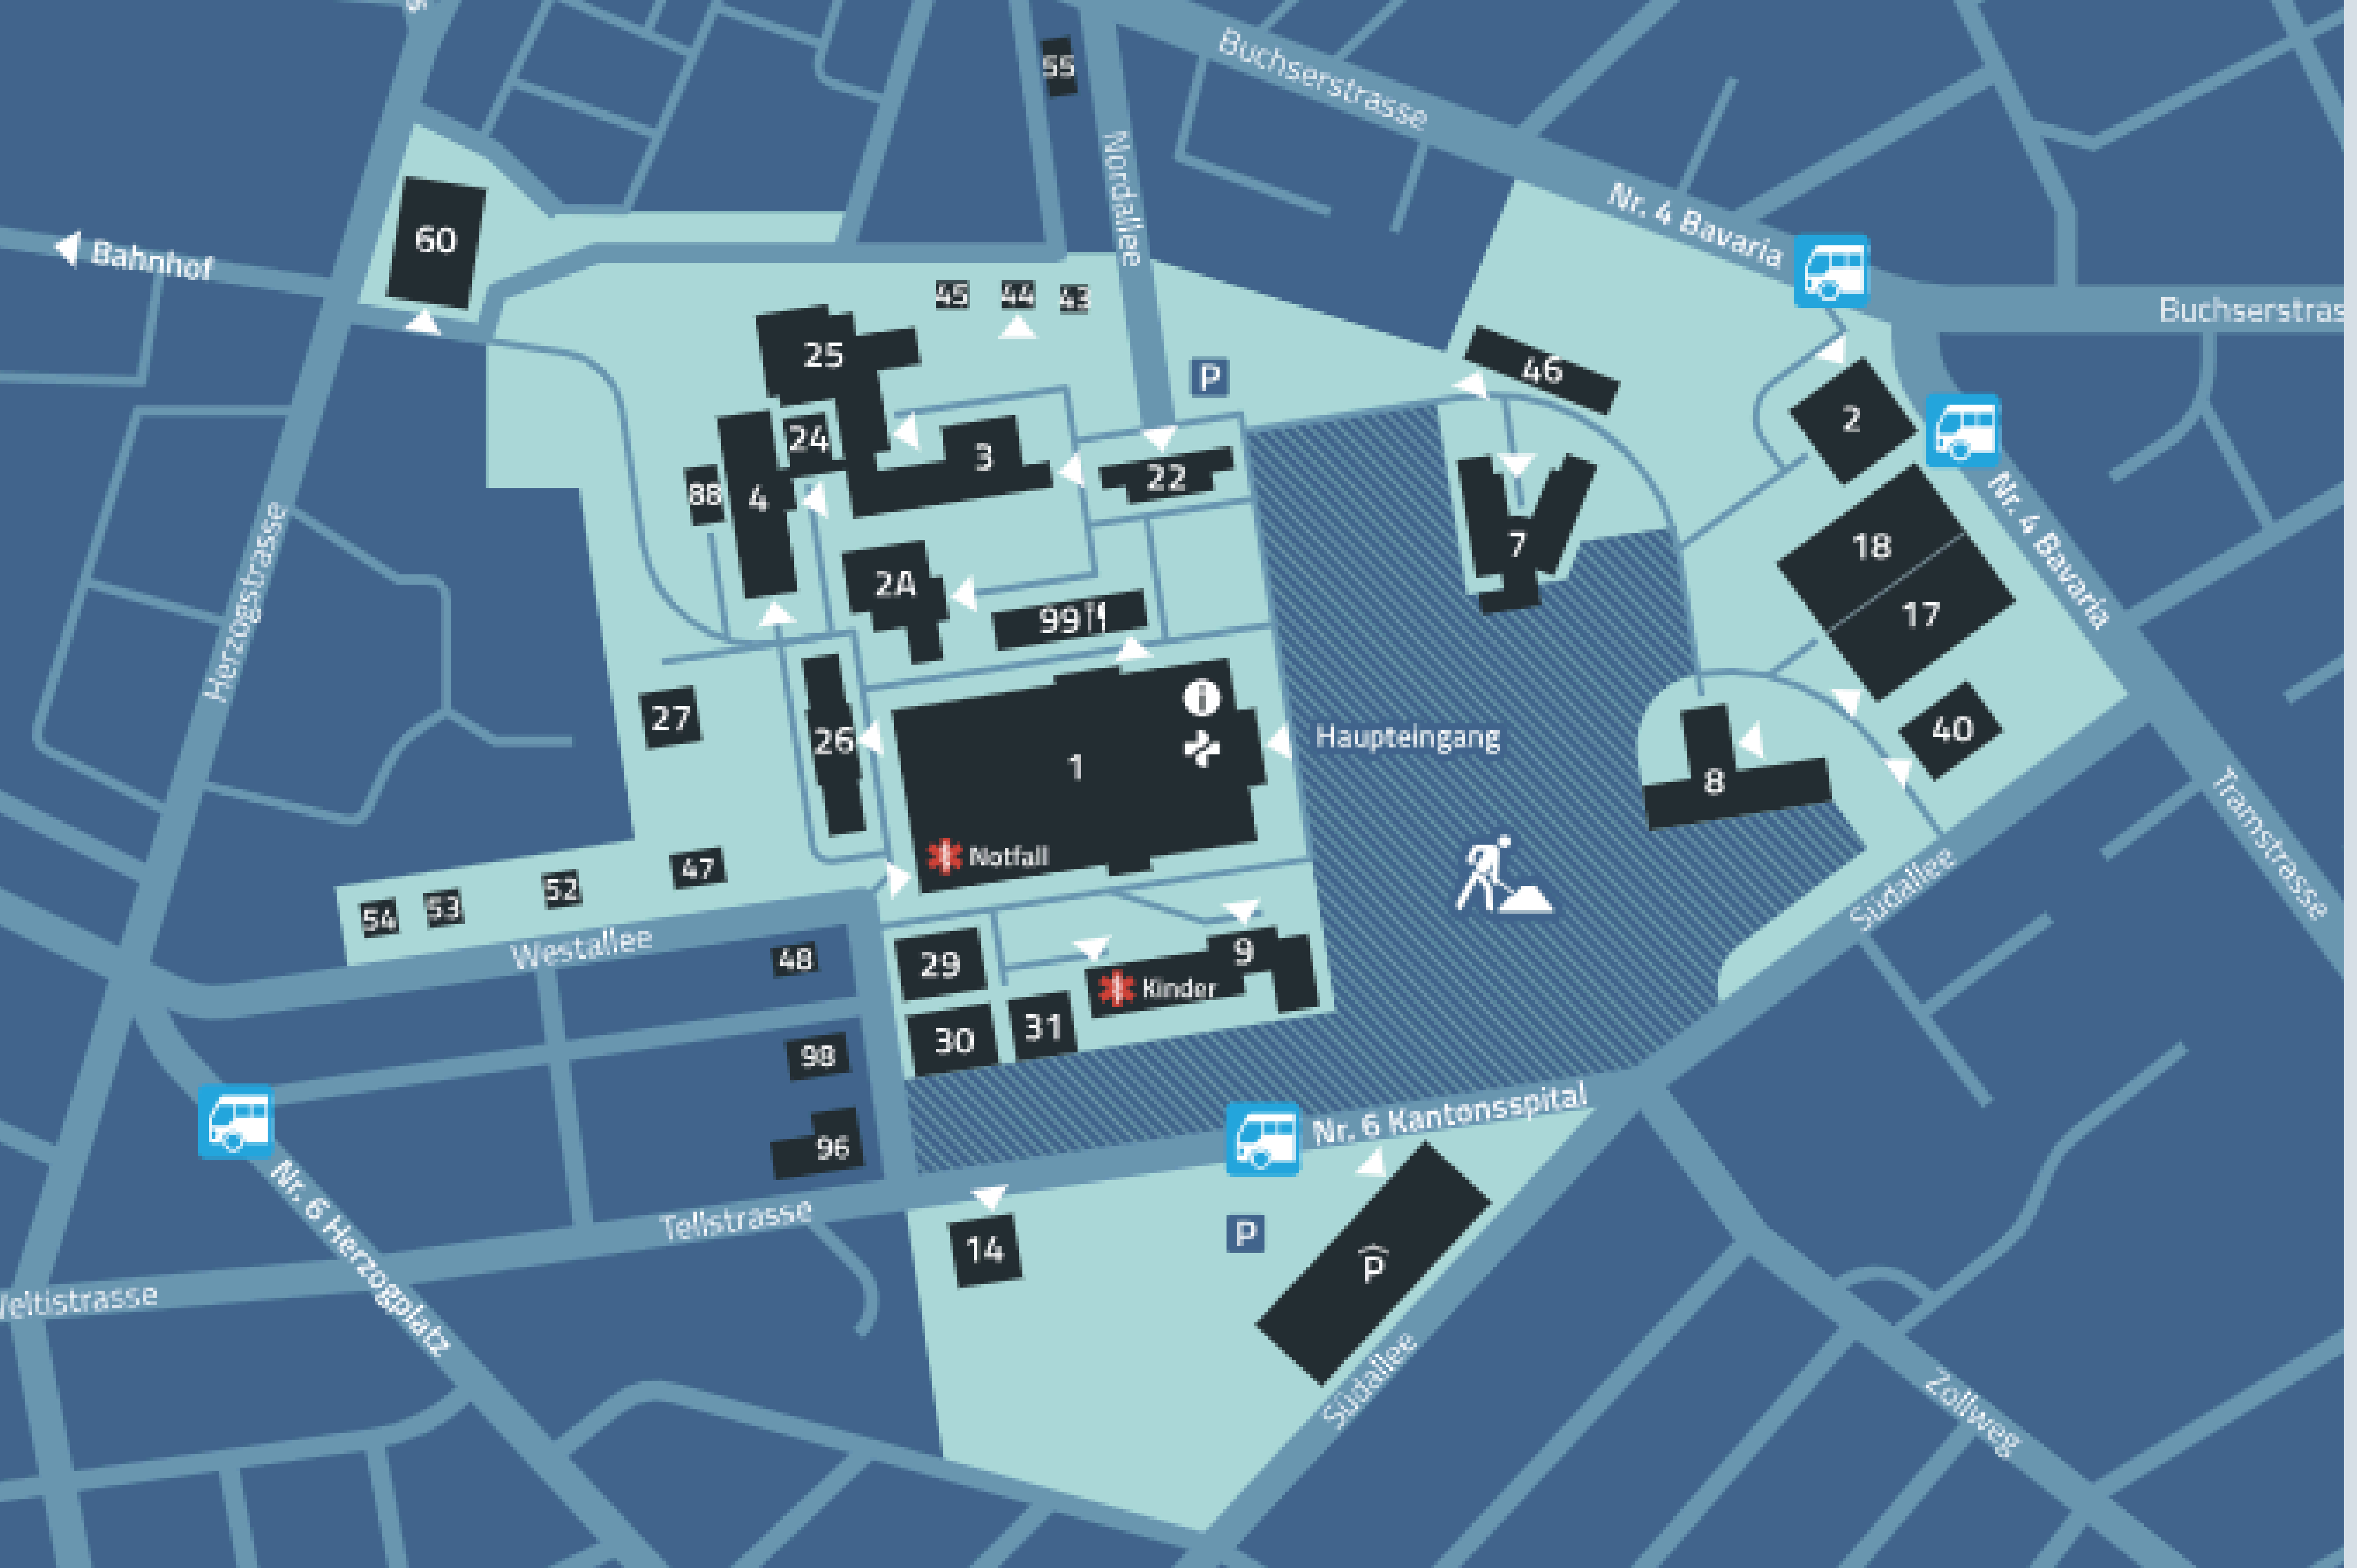 S
55
Buchserstrasse
Nordallee
Nr. 4 Bavaria
60
Bahnhof
45
44
43
Buchserstras
25
P
46
2
24
3
22
88
4
7
18
2A
99
17
Herzogstrasse
Nr. 4 Bavaria
27
26
1
i
Haupteingang
40
8
Notfall
Tramstrasse
47
52
53
54
Westallee
48
29
9
Kinder
Südallee
30
31
98
96
Nr. 6 Kantonsspital
Tellstrasse
14
P
P
Nr. 6 Herzogplatz
eltistrasse
Südallee
Zollweg